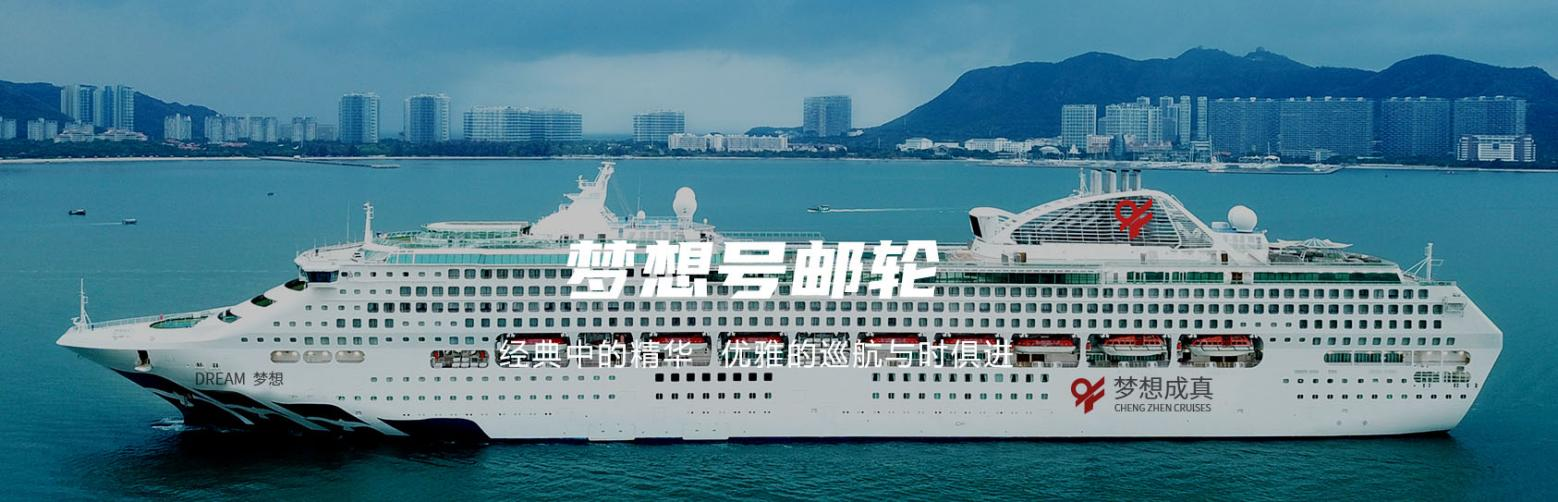 梦想号邮轮
经典中的精华 优雅的巡航与时俱进
DREAM 梦想
梦想成真
CHENG ZHEN CRUISES